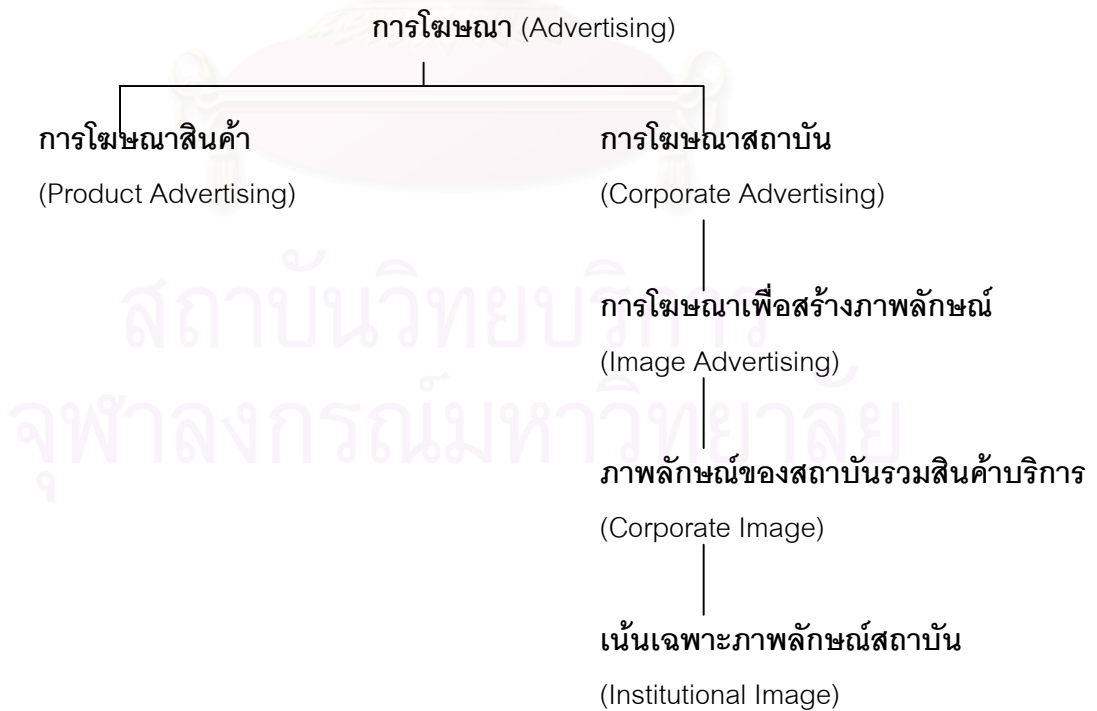 การโฆษณา (Advertising)
การโฆษณาสินค้า
(Product Advertising)
การโฆษณาสถาบัน
(Corporate Advertising)
การโฆษณาเพื่อสร้างภาพลักษณ์
(Image Advertising)
ภาพลักษณ์ของสถาบันรวมสินค้าบริการ
(Corporate Image)
เน้นเฉพาะภาพลักษณ์สถาบัน
(Institutional Image)
สถาบันวิทยบริการ
จุฬาลงกรณ์มหาวิทยาลัย